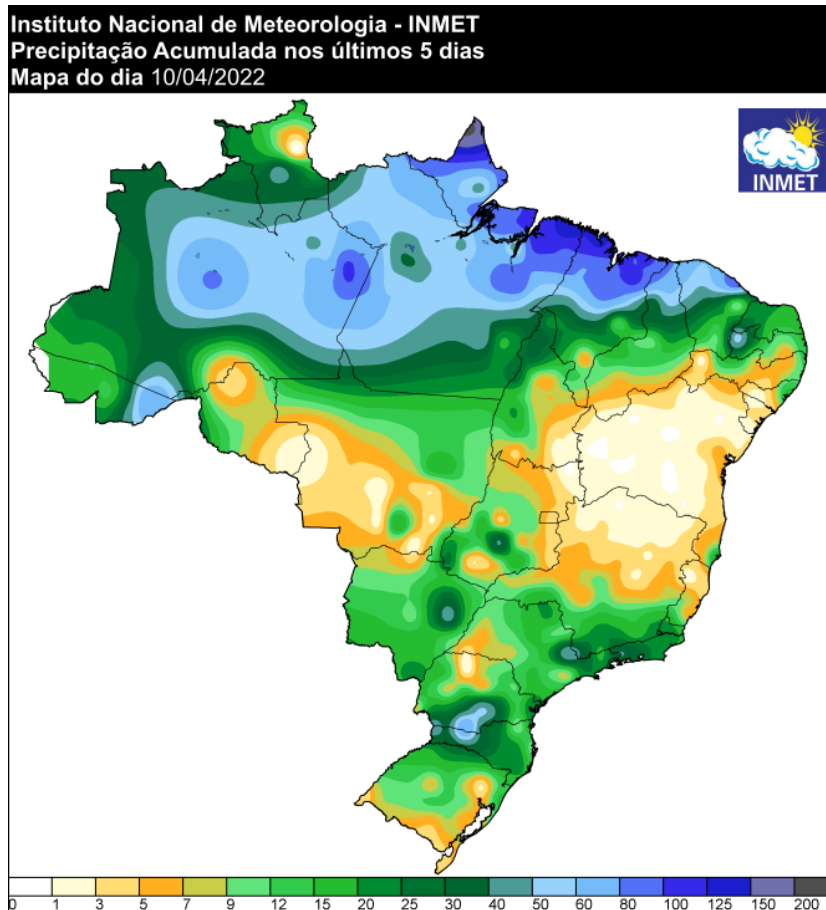 Instituto Nacional de Meteorologia - INMET
Precipitação Acumulada nos últimos 5 dias
Mapa do dia 10/04/2022
INMET
0 1 3 5 7 9 12 15 20 25 30 40 50 60 80 100 125 150 200